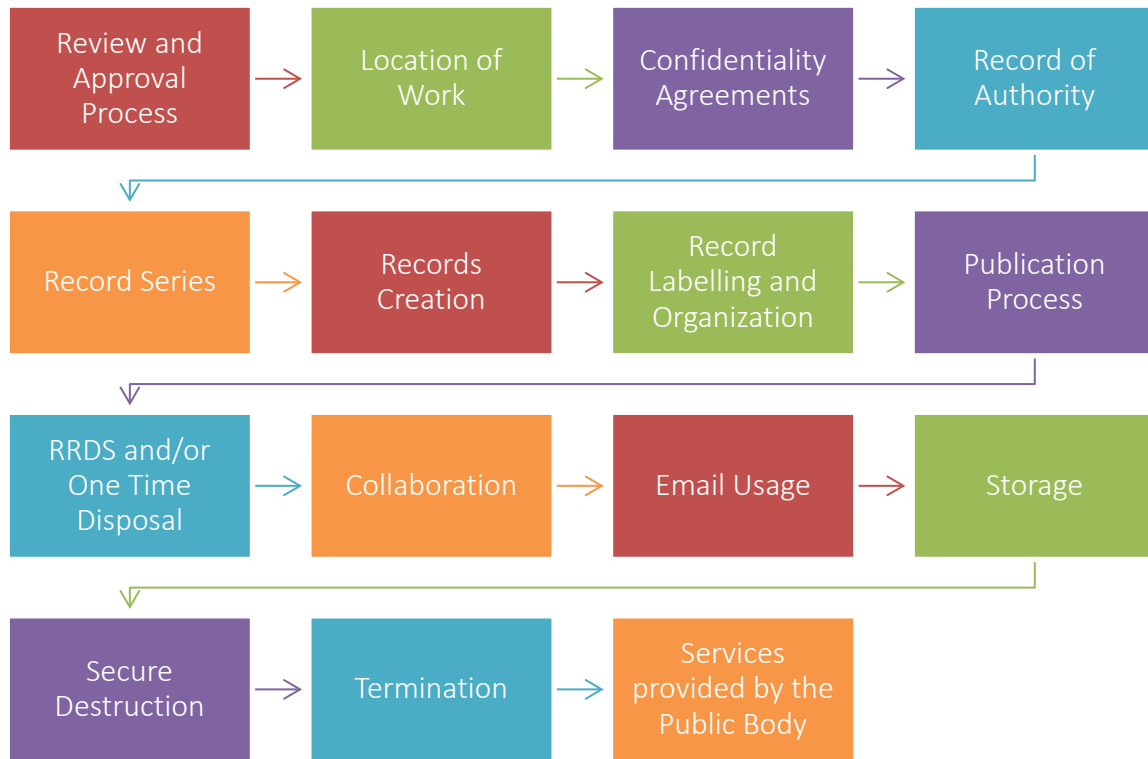 Review and
Approval
Process
Location of
Work
Confidentiality
Agreements
Record of
Authority
Record Series
Records
Creation
Record
Labelling and
Organization
Publication
Process
RRDS and/or
One Time
Disposal
Collaboration
Email Usage
Storage
Secure
Destruction
Termination
Services
provided by the
Public Body